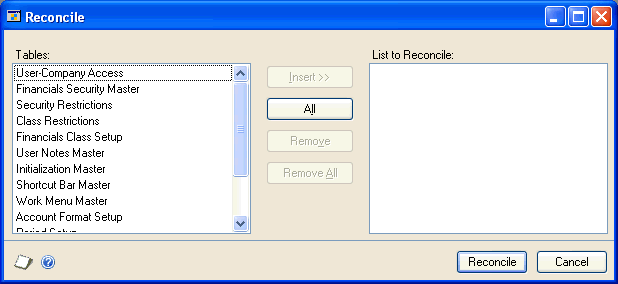 Reconcile
Tables:
User-Company Access
Financials Security Master
Security Restrictions
Class Restrictions
Financials Class Setup
User Notes Master
Initialization Master
Shortcut Bar Master
Work Menu Master
Account Format Setup
Period Setup
Insert >>
All
Remove
Remove All
List to Reconcile:
Reconcile
Cancel